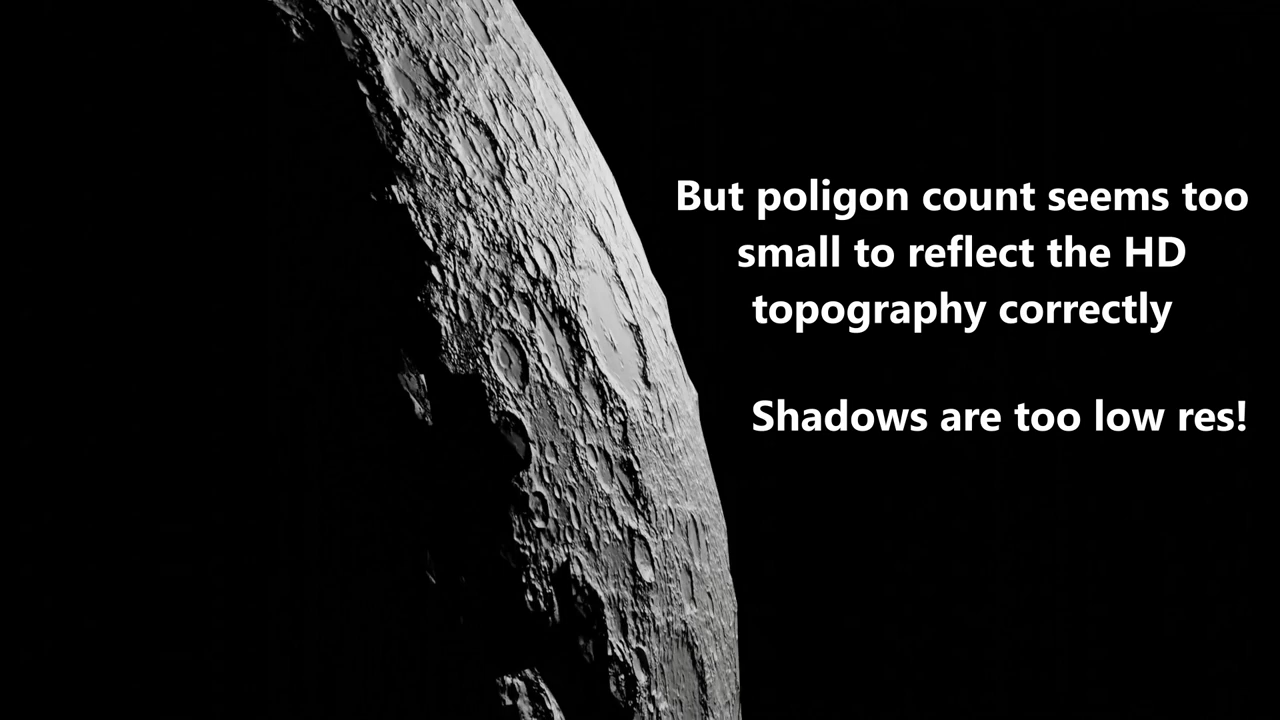 But poligon count seems too
small to reflect the HD
topography correctly
Shadows are too low res!